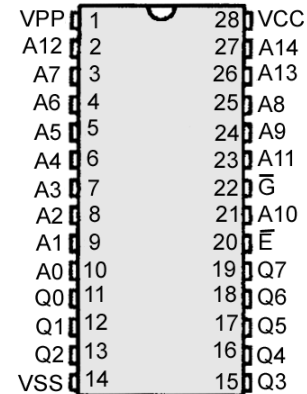 VPP 1 28 VCC
A12 2 27 A14
A7 3 26 A13
A6 4 25 A8
A5 5 24 A9
A4 6 23 A11
A3 7 22 G̅
A2 8 21 A10
A1 9 20 E̅
A0 10 19 Q7
Q0 11 18 Q6
Q1 12 17 Q5
Q2 13 16 Q4
VSS 14 15 Q3